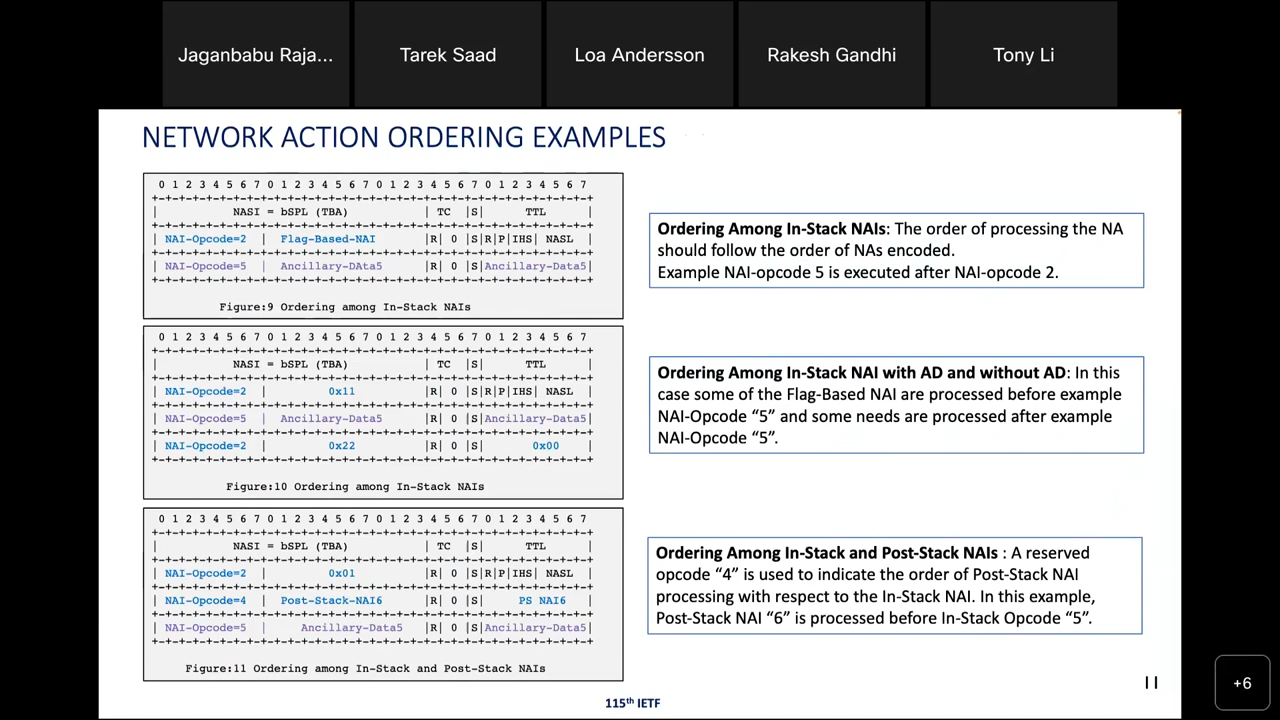 Jaganbabu Raja...
Tarek Saad
Loa Andersson
Rakesh Gandhi
Tony Li
NETWORK ACTION ORDERING EXAMPLES
0 1 2 3 4 5 6 7 0 1 2 3 4 5 6 7 0 1 2 3 4 5 6 7 0 1 2 3 4 5 6 7
+-+-+-+-+-+-+-+-+-+-+-+-+-+-+-+-+-+-+-+-+-+-+-+-+-+-+-+-+-+-+-+-+
| NASI = bSPL (TBA) | TC |S| TTL |
+-+-+-+-+-+-+-+-+-+-+-+-+-+-+-+-+-+-+-+-+-+-+-+-+-+-+-+-+-+-+-+-+
| NAI-Opcode=2 | Flag-Based-NAI |R| 0 |S|R|P|IHS| NASL |
+-+-+-+-+-+-+-+-+-+-+-+-+-+-+-+-+-+-+-+-+-+-+-+-+-+-+-+-+-+-+-+-+
| NAI-Opcode=5 | Ancillary-DAta5 |R| 0 |S|Ancillary-Data5|
+-+-+-+-+-+-+-+-+-+-+-+-+-+-+-+-+-+-+-+-+-+-+-+-+-+-+-+-+-+-+-+-+
Figure:9 Ordering among In-Stack NAIs
Ordering Among In-Stack NAIs: The order of processing the NA
should follow the order of NAs encoded.
Example NAI-opcode 5 is executed after NAI-opcode 2.
0 1 2 3 4 5 6 7 0 1 2 3 4 5 6 7 0 1 2 3 4 5 6 7 0 1 2 3 4 5 6 7
+-+-+-+-+-+-+-+-+-+-+-+-+-+-+-+-+-+-+-+-+-+-+-+-+-+-+-+-+-+-+-+-+
| NASI = bSPL (TBA) | TC |S| TTL |
+-+-+-+-+-+-+-+-+-+-+-+-+-+-+-+-+-+-+-+-+-+-+-+-+-+-+-+-+-+-+-+-+
| NAI-Opcode=2 | 0x11 |R| 0 |S|R|P|IHS| NASL |
+-+-+-+-+-+-+-+-+-+-+-+-+-+-+-+-+-+-+-+-+-+-+-+-+-+-+-+-+-+-+-+-+
| NAI-Opcode=5 | Ancillary-Data5 |R| 0 |S|Ancillary-Data5|
+-+-+-+-+-+-+-+-+-+-+-+-+-+-+-+-+-+-+-+-+-+-+-+-+-+-+-+-+-+-+-+-+
| NAI-Opcode=2 | 0x22 |R| 0 |S| 0x00 |
+-+-+-+-+-+-+-+-+-+-+-+-+-+-+-+-+-+-+-+-+-+-+-+-+-+-+-+-+-+-+-+-+
Figure:10 Ordering among In-Stack NAIs
Ordering Among In-Stack NAI with AD and without AD: In this
case some of the Flag-Based NAI are processed before example
NAI-Opcode “5” and some needs are processed after example
NAI-Opcode “5”.
0 1 2 3 4 5 6 7 0 1 2 3 4 5 6 7 0 1 2 3 4 5 6 7 0 1 2 3 4 5 6 7
+-+-+-+-+-+-+-+-+-+-+-+-+-+-+-+-+-+-+-+-+-+-+-+-+-+-+-+-+-+-+-+-+
| NASI = bSPL (TBA) | TC |S| TTL |
+-+-+-+-+-+-+-+-+-+-+-+-+-+-+-+-+-+-+-+-+-+-+-+-+-+-+-+-+-+-+-+-+
| NAI-Opcode=2 | 0x01 |R| 0 |S|R|P|IHS| NASL |
+-+-+-+-+-+-+-+-+-+-+-+-+-+-+-+-+-+-+-+-+-+-+-+-+-+-+-+-+-+-+-+-+
| NAI-Opcode=4 | Post-Stack-NAI6 |R| 0 |S| PS NAI6 |
+-+-+-+-+-+-+-+-+-+-+-+-+-+-+-+-+-+-+-+-+-+-+-+-+-+-+-+-+-+-+-+-+
| NAI-Opcode=5 | Ancillary-Data5 |R| 0 |S|Ancillary-Data5|
+-+-+-+-+-+-+-+-+-+-+-+-+-+-+-+-+-+-+-+-+-+-+-+-+-+-+-+-+-+-+-+-+
Figure:11 Ordering among In-Stack and Post-Stack NAIs
Ordering Among In-Stack and Post-Stack NAIs : A reserved
opcode “4” is used to indicate the order of Post-Stack NAI
processing with respect to the In-Stack NAI. In this example,
Post-Stack NAI “6” is processed before In-Stack Opcode “5”.
11
115th IETF
+6